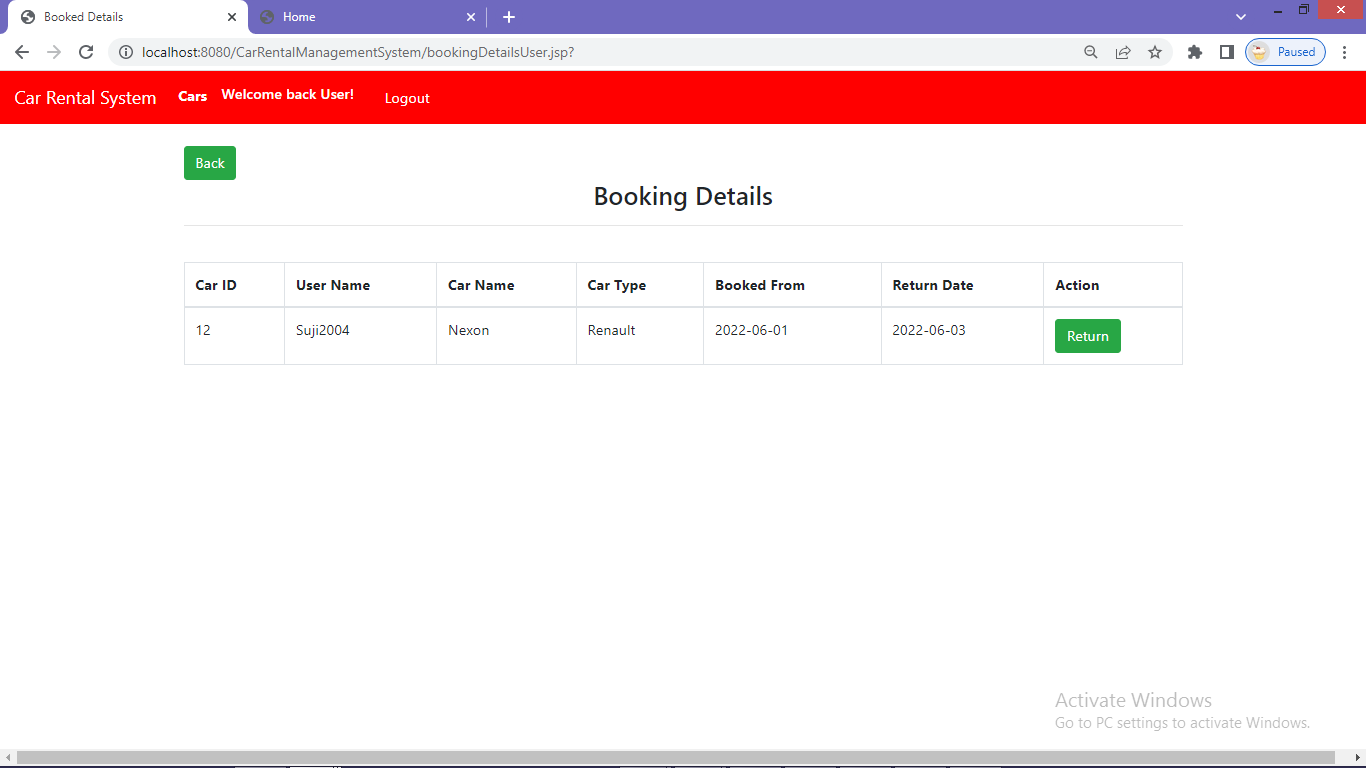 Booked Details
Home
localhost:8080/CarRentalManagementSystem/bookingDetailsUser.jsp?
Paused
Car Rental System Cars Welcome back User! Logout
Back
Booking Details
Car ID User Name Car Name Car Type Booked From Return Date Action
12 Suji2004 Nexon Renault 2022-06-01 2022-06-03 Return
Activate Windows
Go to PC settings to activate Windows.